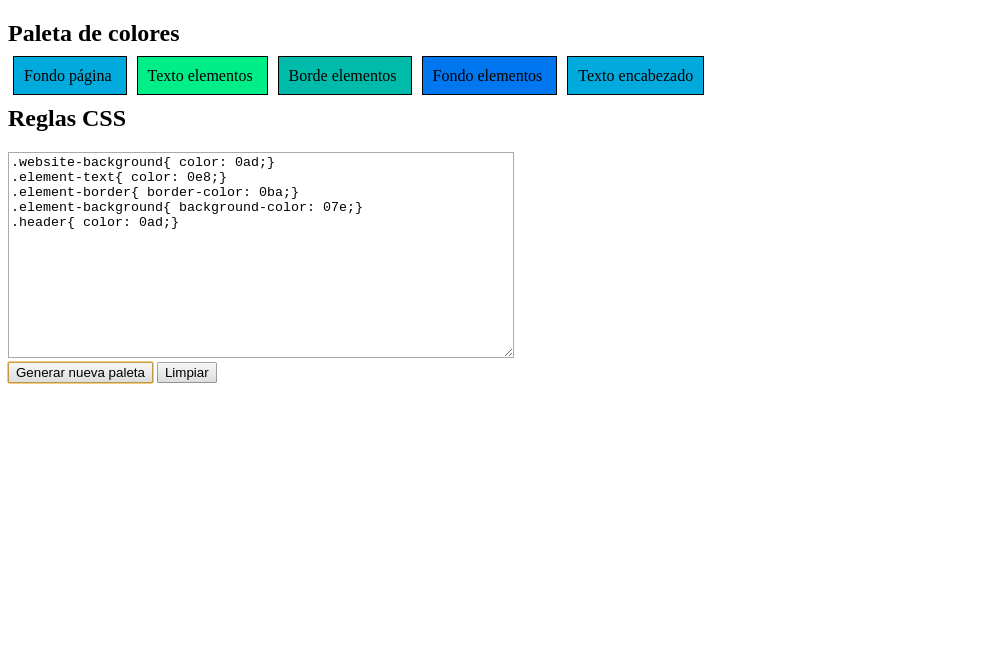 Paleta de colores
Fondo página Texto elementos Borde elementos Fondo elementos Texto encabezado
Reglas CSS
.website-background{ color: 0ad;}
.element-text{ color: 0e8;}
.element-border{ border-color: 0ba;}
.element-background{ background-color: 07e;}
.header{ color: 0ad;}
Generar nueva paleta Limpiar